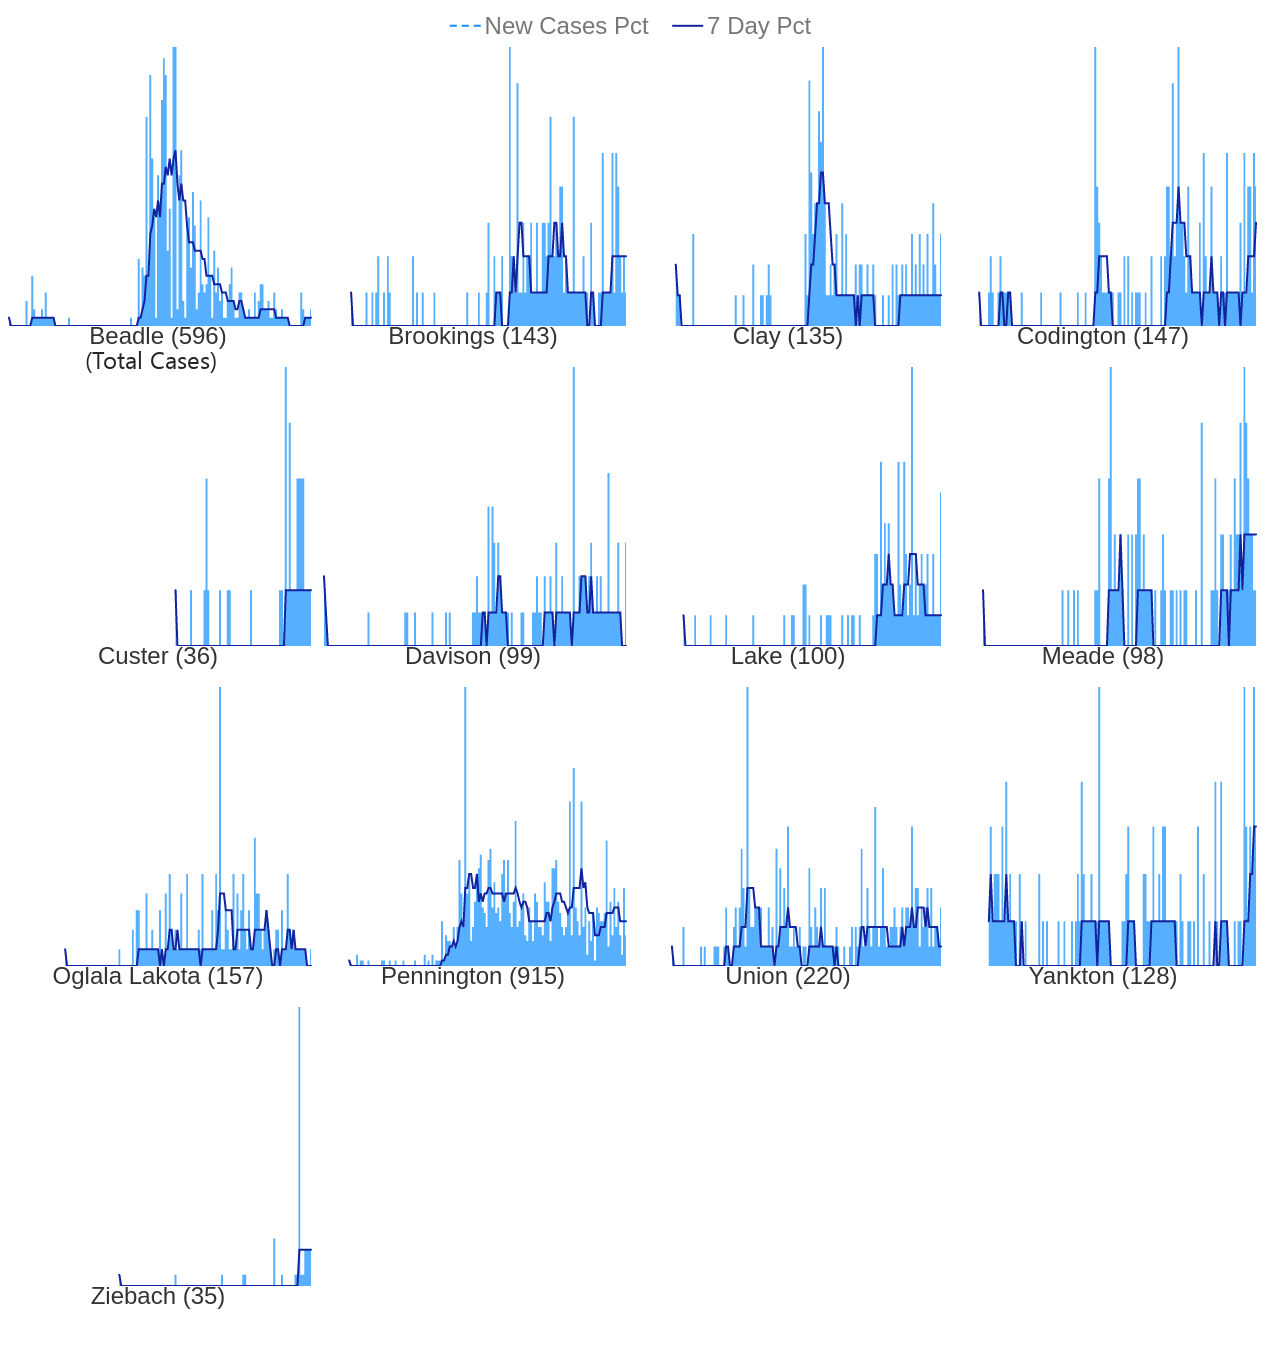 New Cases Pct 7 Day Pct
Beadle (596) Brookings (143) Clay (135) Codington (147)
(Total Cases)
Custer (36) Davison (99) Lake (100) Meade (98)
Oglala Lakota (157) Pennington (915) Union (220) Yankton (128)
Ziebach (35)